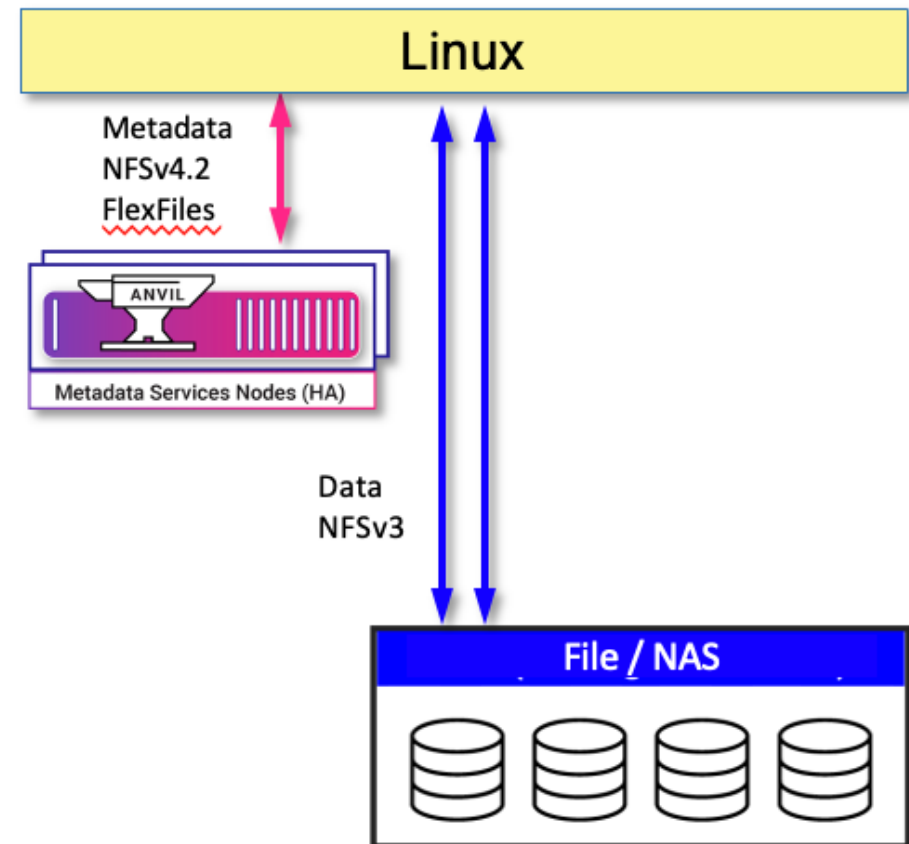 Linux
Metadata
NFSv4.2
FlexFiles
ANVIL
Metadata Services Nodes (HA)
Data
NFSv3
File / NAS